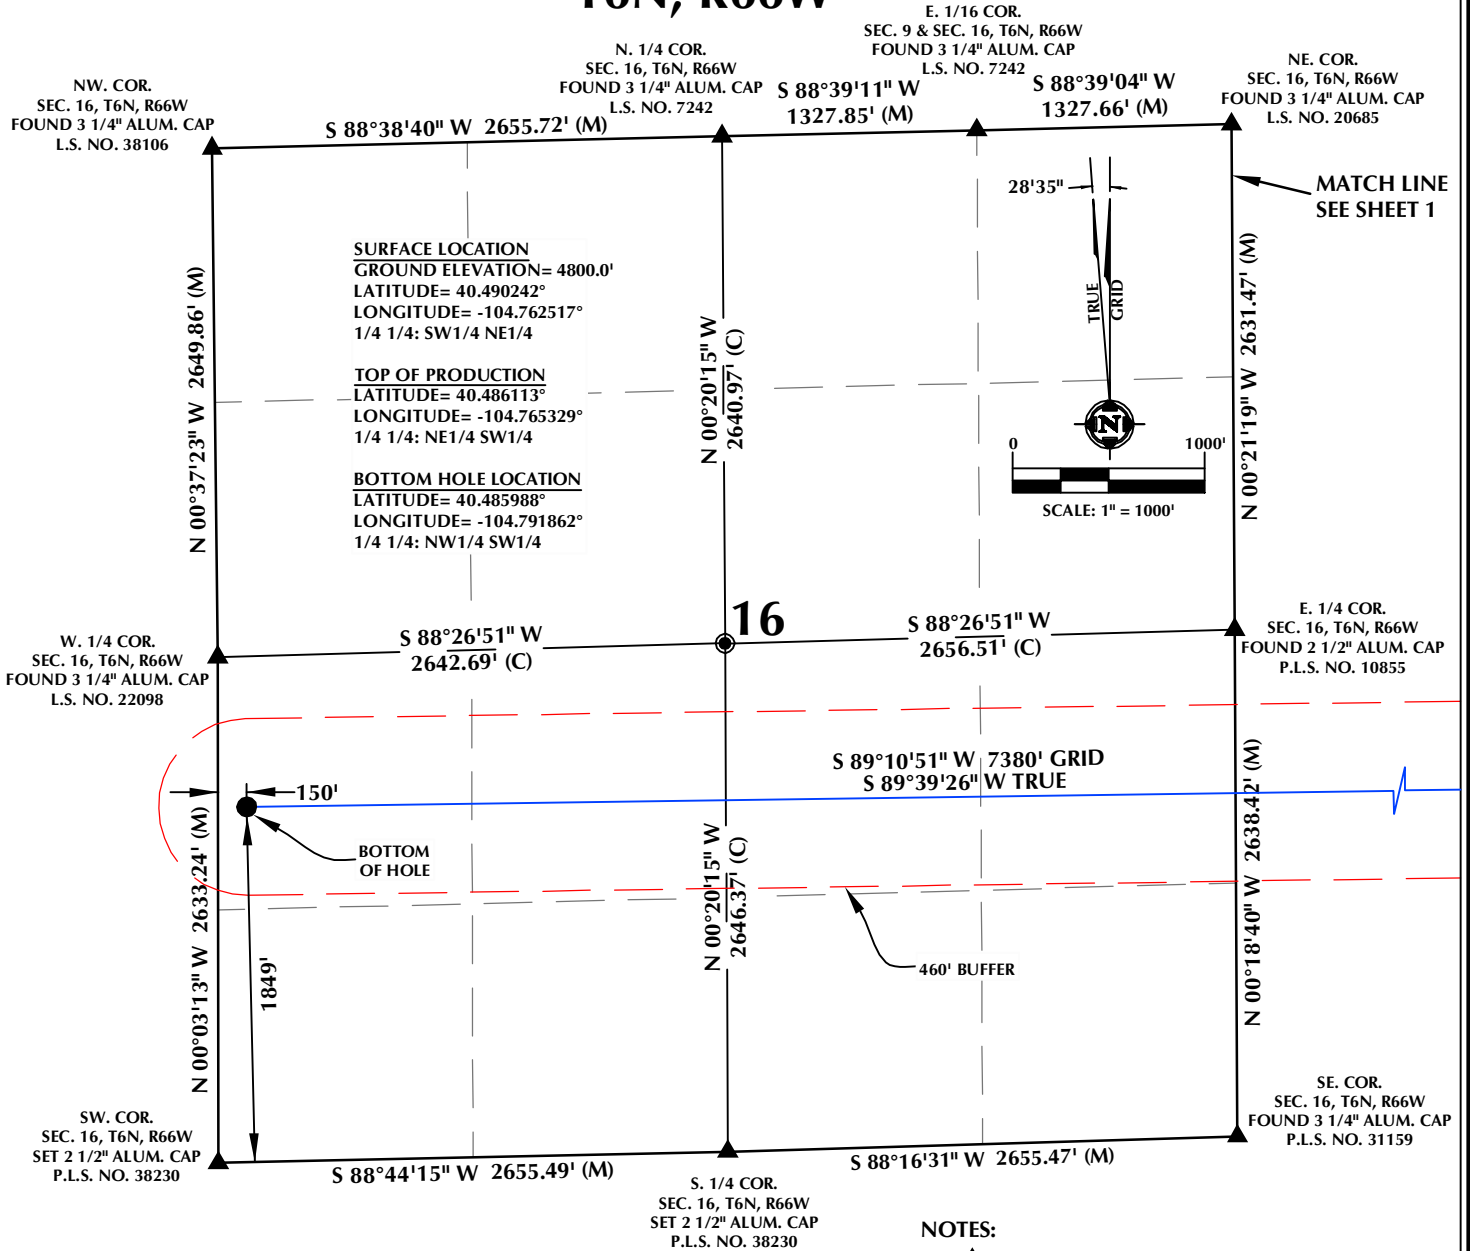 T6N, R66W
E. 1/16 COR.
SEC. 9 & SEC. 16, T6N, R66W
FOUND 3 1/4" ALUM. CAP
L.S. NO. 7242
N. 1/4 COR.
SEC. 16, T6N, R66W
FOUND 3 1/4" ALUM. CAP
L.S. NO. 7242
NE. COR.
SEC. 16, T6N, R66W
FOUND 3 1/4" ALUM. CAP
L.S. NO. 20685
NW. COR.
SEC. 16, T6N, R66W
FOUND 3 1/4" ALUM. CAP
L.S. NO. 38106
S 88°38'40" W 2655.72' (M)
S 88°39'11" W
1327.85' (M)
S 88°39'04" W
1327.66' (M)
28'35"
MATCH LINE
SEE SHEET 1
SURFACE LOCATION
GROUND ELEVATION= 4800.0'
LATITUDE= 40.490242°
LONGITUDE= -104.762517°
1/4 1/4: SW1/4 NE1/4
TOP OF PRODUCTION
LATITUDE= 40.486113°
LONGITUDE= -104.765329°
1/4 1/4: NE1/4 SW1/4
BOTTOM HOLE LOCATION
LATITUDE= 40.485988°
LONGITUDE= -104.791862°
1/4 1/4: NW1/4 SW1/4
N 00°37'23" W 2649.86' (M)
N 00°20'15" W
2640.97' (C)
TRUE
GRID
N
0 1000'
SCALE: 1" = 1000'
N 00°21'19" W 2631.47' (M)
16
W. 1/4 COR.
SEC. 16, T6N, R66W
FOUND 3 1/4" ALUM. CAP
L.S. NO. 22098
S 88°26'51" W
2642.69' (C)
S 88°26'51" W
2656.51' (C)
E. 1/4 COR.
SEC. 16, T6N, R66W
FOUND 2 1/2" ALUM. CAP
P.L.S. NO. 10855
S 89°10'51" W 7380' GRID
S 89°39'26" W TRUE
150'
BOTTOM
OF HOLE
N 00°03'13" W 2633.24' (M)
1849'
N 00°20'15" W
2646.37' (C)
460' BUFFER
N 00°18'40" W 2638.42' (M)
SW. COR.
SEC. 16, T6N, R66W
SET 2 1/2" ALUM. CAP
P.L.S. NO. 38230
S 88°44'15" W 2655.49' (M)
S 88°16'31" W 2655.47' (M)
SE. COR.
SEC. 16, T6N, R66W
FOUND 3 1/4" ALUM. CAP
P.L.S. NO. 31159
S. 1/4 COR.
SEC. 16, T6N, R66W
SET 2 1/2" ALUM. CAP
P.L.S. NO. 38230
NOTES: